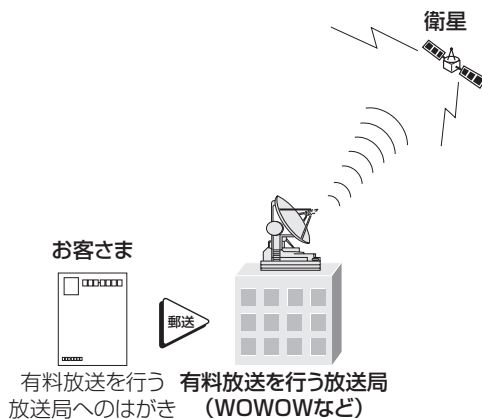 衛星
お客さま
郵送
有料放送を行う
放送局へのはがき
有料放送を行う放送局
（WOWOWなど）